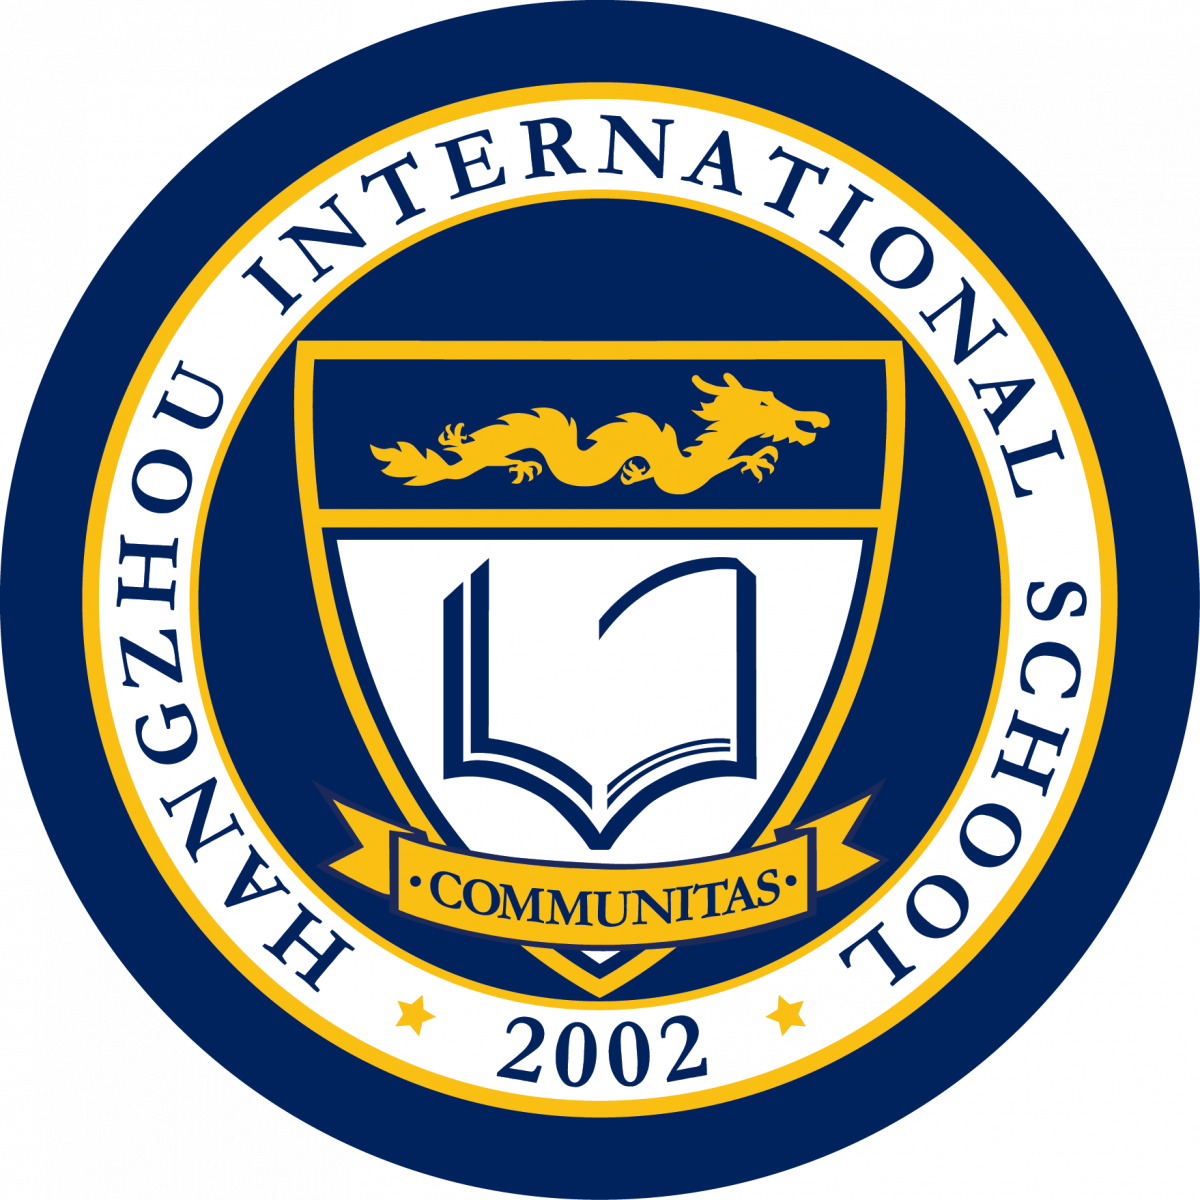 HANGZHOU INTERNATIONAL SCHOOL
·COMMUNITAS·
2002